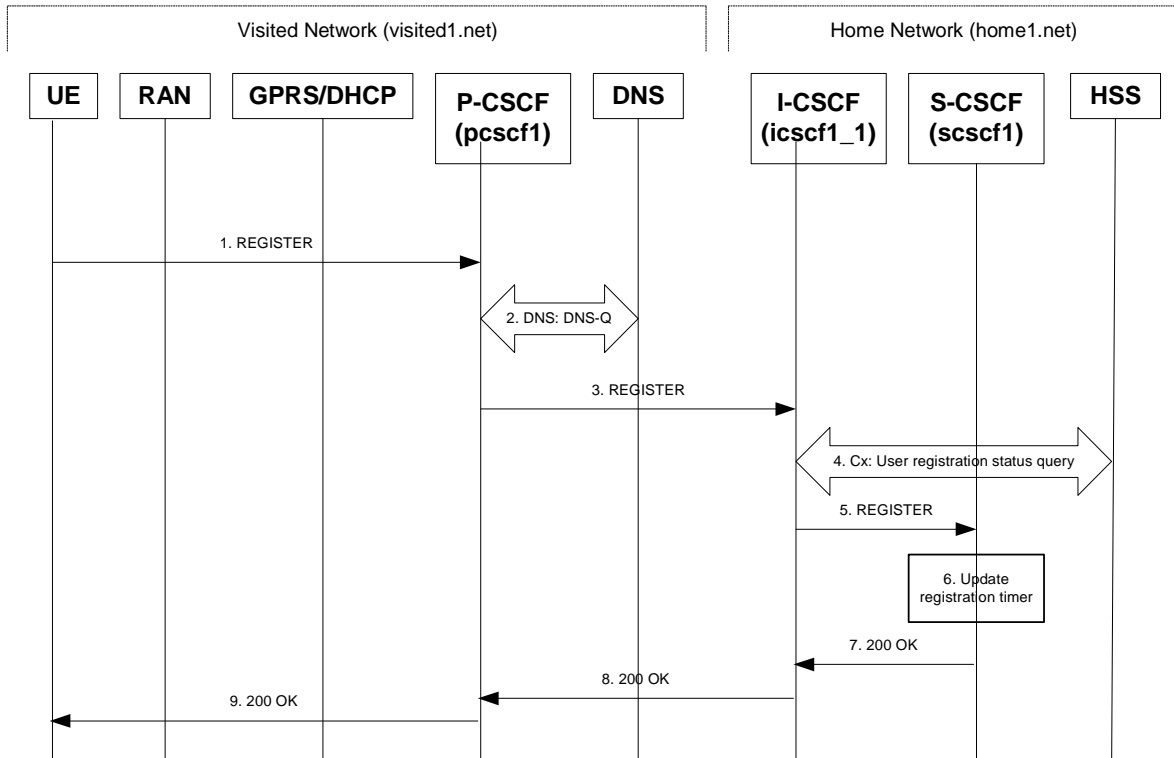 Visited Network (visited1.net)
Home Network (home1.net)
UE
RAN
GPRS/DHCP
P-CSCF
(pcscf1)
DNS
I-CSCF
(icscf1_1)
S-CSCF
(scscf1)
HSS
1. REGISTER
2. DNS: DNS-Q
3. REGISTER
4. Cx: User registration status query
5. REGISTER
6. Update
registration timer
7. 200 OK
8. 200 OK
9. 200 OK